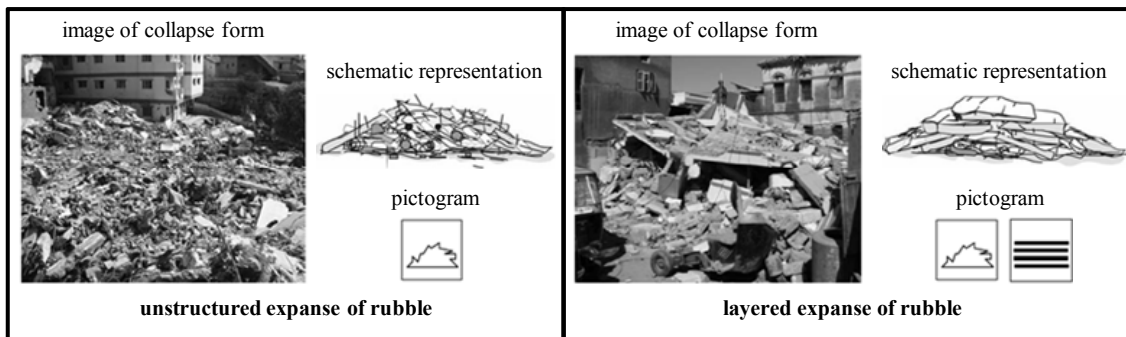 image of collapse form
schematic representation
pictogram
unstructured expanse of rubble
image of collapse form
schematic representation
pictogram
layered expanse of rubble